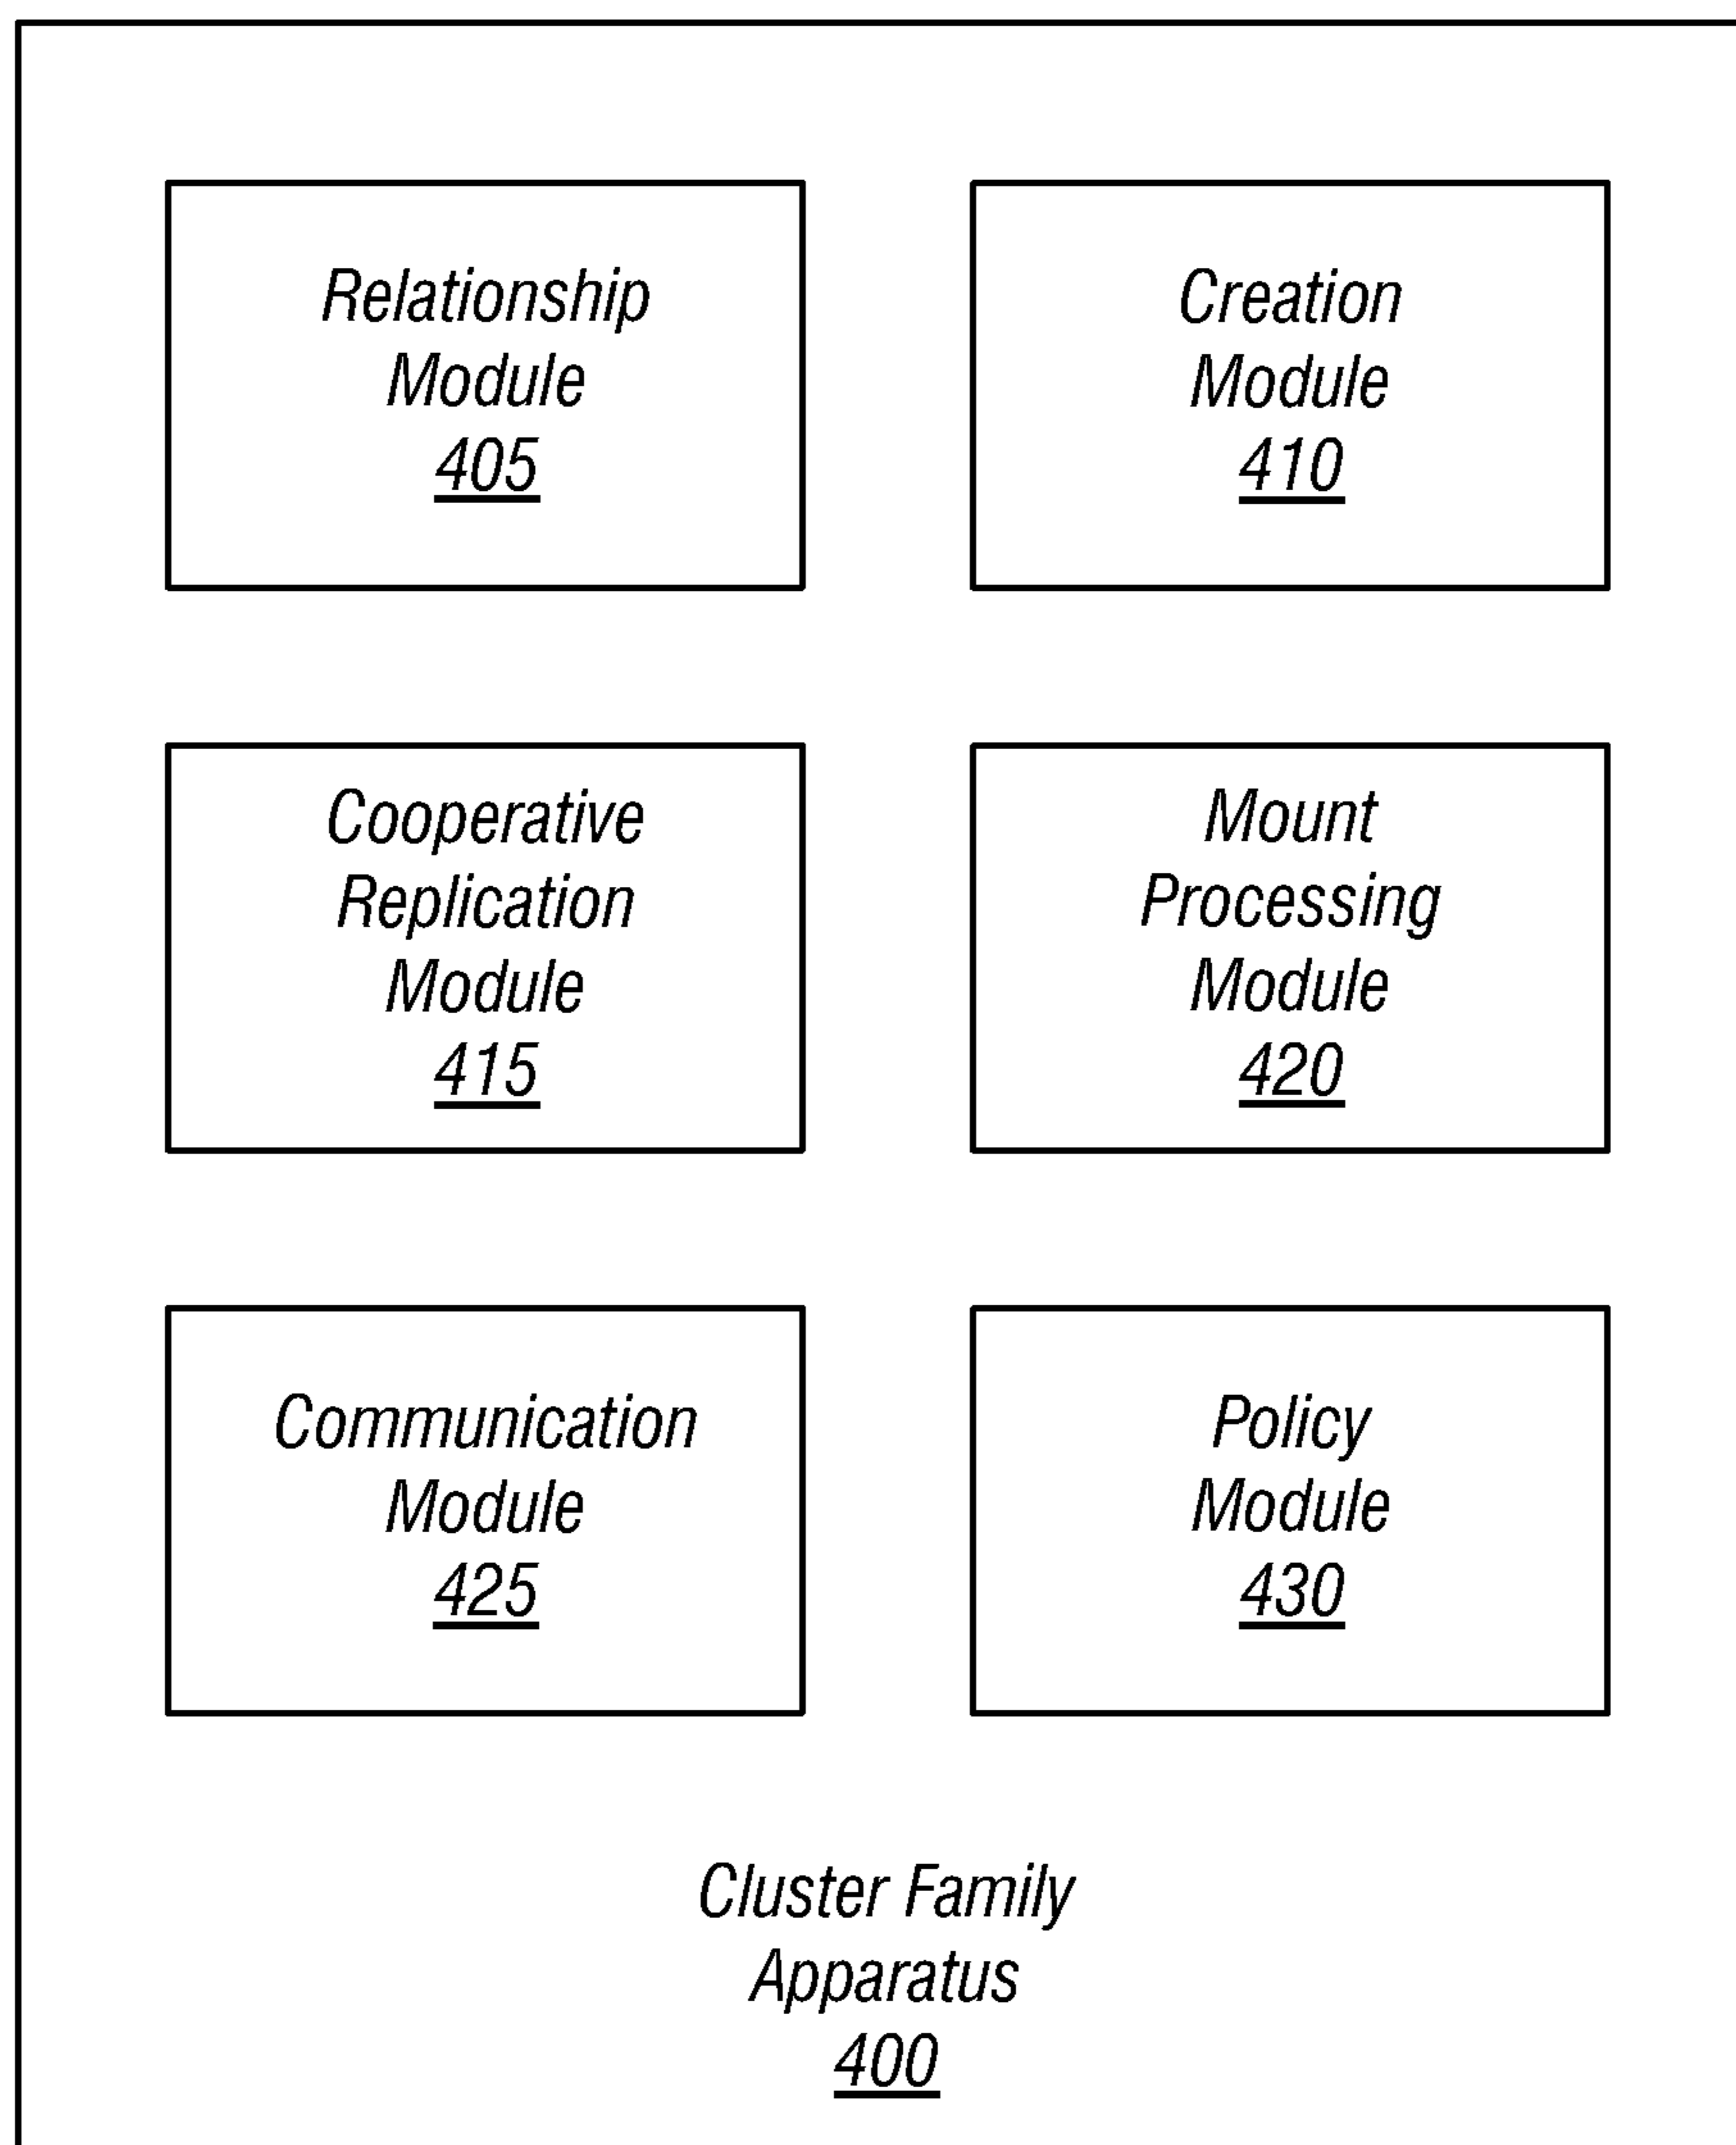 Relationship
Module
405
Creation
Module
410
Cooperative
Replication
Module
415
Mount
Processing
Module
420
Communication
Module
425
Policy
Module
430
Cluster Family
Apparatus
400